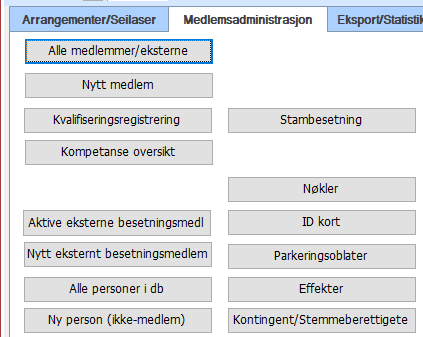 Arrangementer/Seilaser Medlemsadministrasjon Eksport/Statistik
Alle medlemmer/eksterne
Nytt medlem
Kvalifiseringsregistrering Stambesetning
Kompetanse oversikt
Nøkler
Aktive eksterne besetningsmedl ID kort
Nytt eksternt besetningsmedlem Parkeringsoblater
Alle personer i db Effekter
Ny person (ikke-medlem) Kontingent/Stemmeberettigete